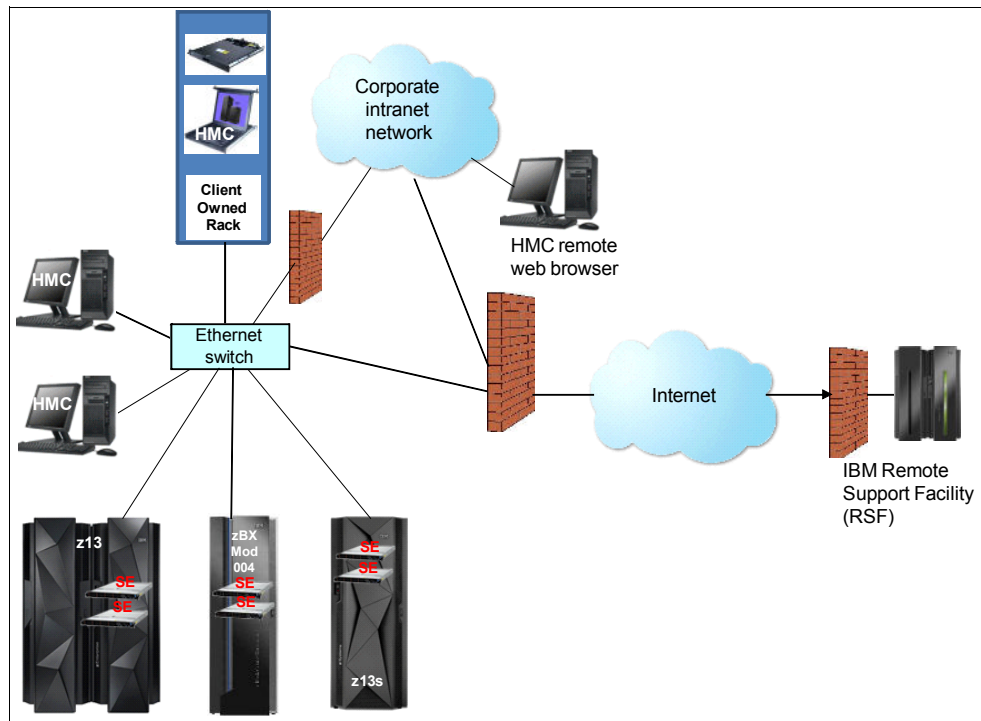 HMC
Client
Owned
Rack
Corporate
intranet
network
HMC remote
web browser
HMC
Ethernet
switch
HMC
Internet
IBM Remote
Support Facility
(RSF)
z13
SE
SE
zBX
Mod
004
SE
SE
SE
SE
z13s